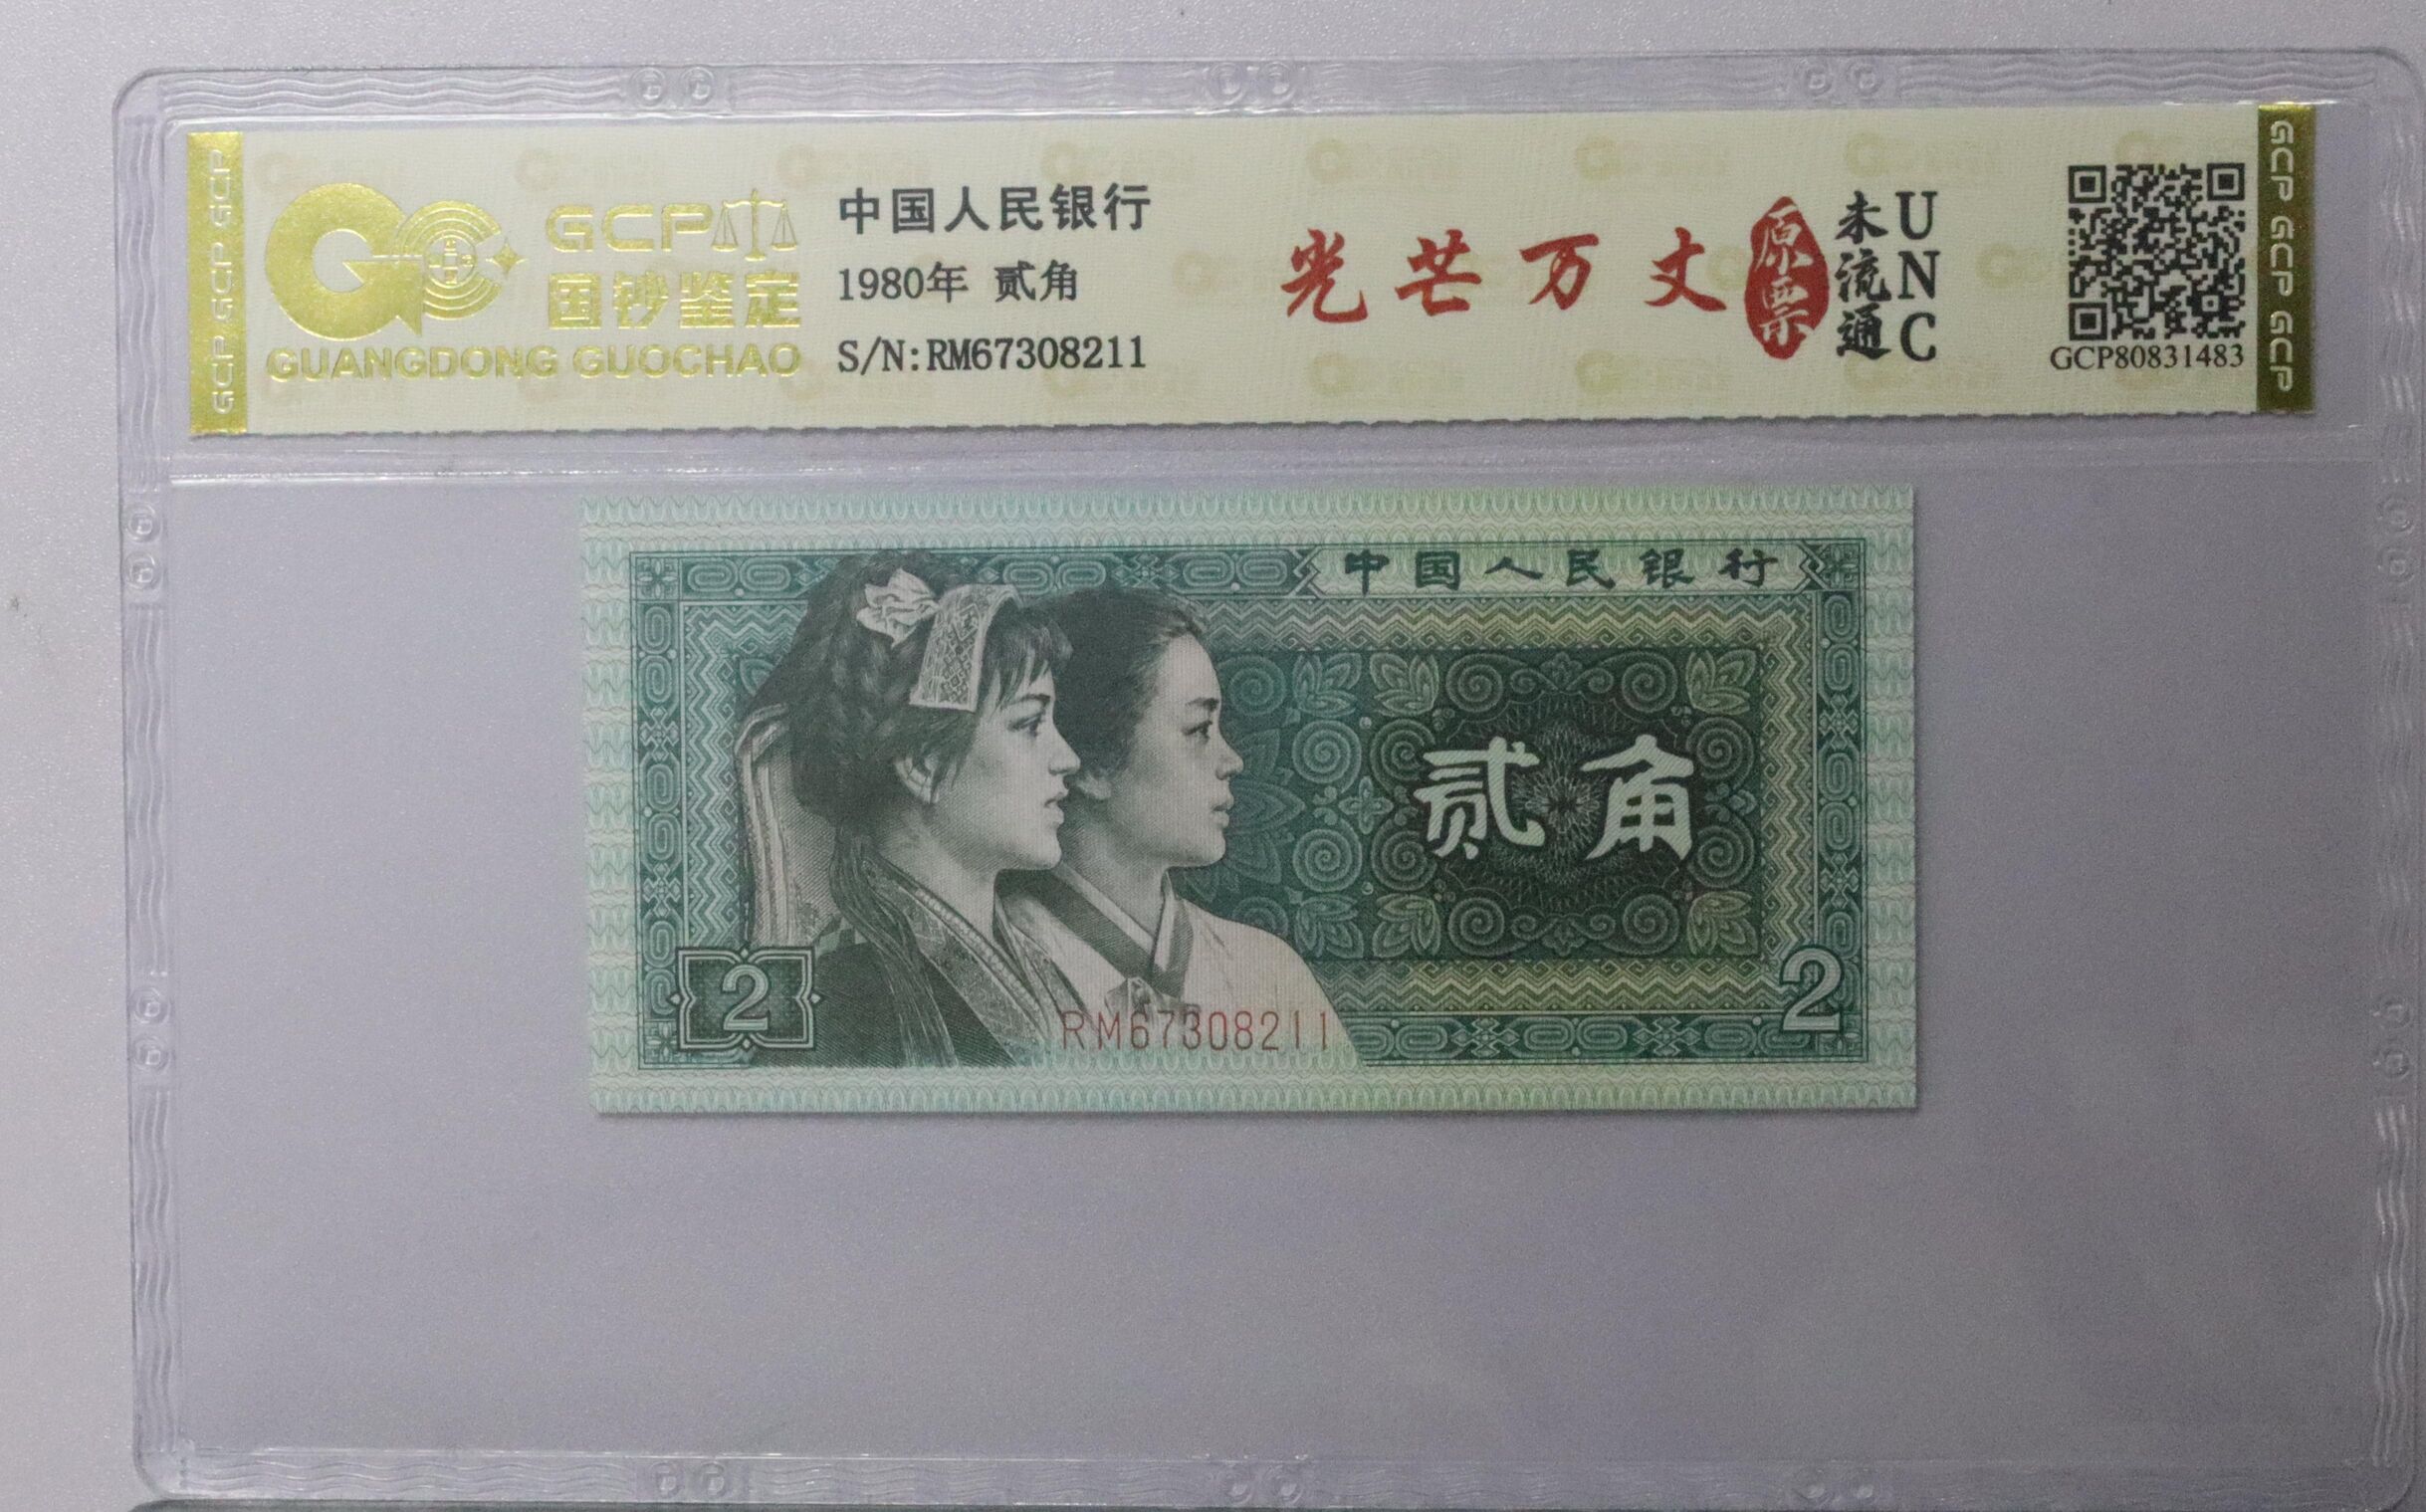 GCP GCP GCP
GCP
国钞鉴定
GUANGDONG GUOCHAO
中国人民银行
1980年 贰角
S/N:RM67308211
光芒万丈
原票
未流通
UNC
GCP80831483
GCP GCP GCP
中国人民银行
贰角
2
RM67308211
2